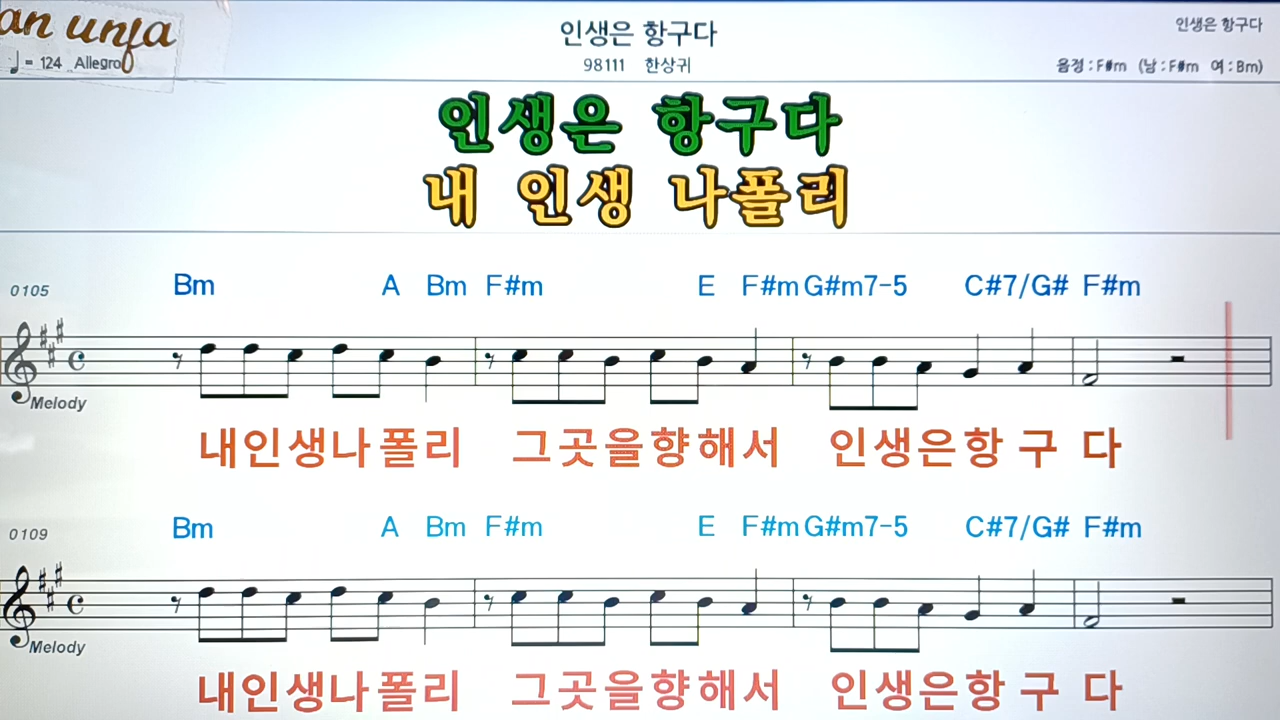 an unfa
인생은 항구다
인생은 항구다
♩= 124 Allegro
98111 한상귀
음정 : F#m (남 : F#m 여 : Bm)
인생은 항구다
내 인생 나폴리
0105 Bm A Bm F#m E F#m G#m7-5 C#7/G# F#m
Melody
내인생나폴리 그곳을향해서 인생은항구다
0109 Bm A Bm F#m E F#m G#m7-5 C#7/G# F#m
Melody
내인생나폴리 그곳을향해서 인생은항구다